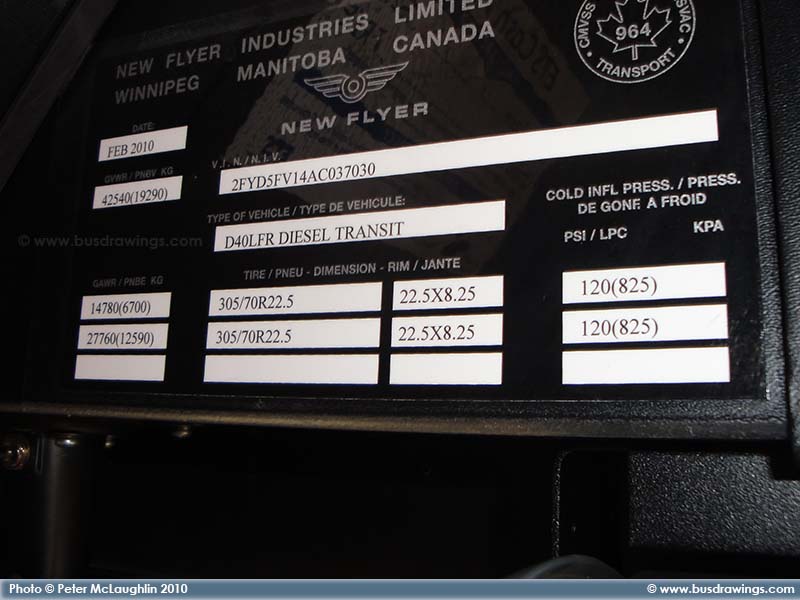 NEW FLYER INDUSTRIES LIMITED
WINNIPEG MANITOBA CANADA
NEW FLYER
CMVSS
NSVAC
964
TRANSPORT
DATE:
FEB 2010
V.I.N./N.I.V.
2FYD5FV14AC037030
GVWR / PNBV KG
42540(19290)
TYPE OF VEHICLE / TYPE DE VEHICULE:
D40LFR DIESEL TRANSIT
COLD INFL PRESS. / PRESS.
DE GONF. A FROID
PSI / LPC KPA
GAWR / PNBE KG
TIRE / PNEU - DIMENSION - RIM / JANTE
14780(6700) 305/70R22.5 22.5X8.25 120(825)
27760(12590) 305/70R22.5 22.5X8.25 120(825)
© www.busdrawings.com
Photo © Peter McLaughlin 2010
© www.busdrawings.com